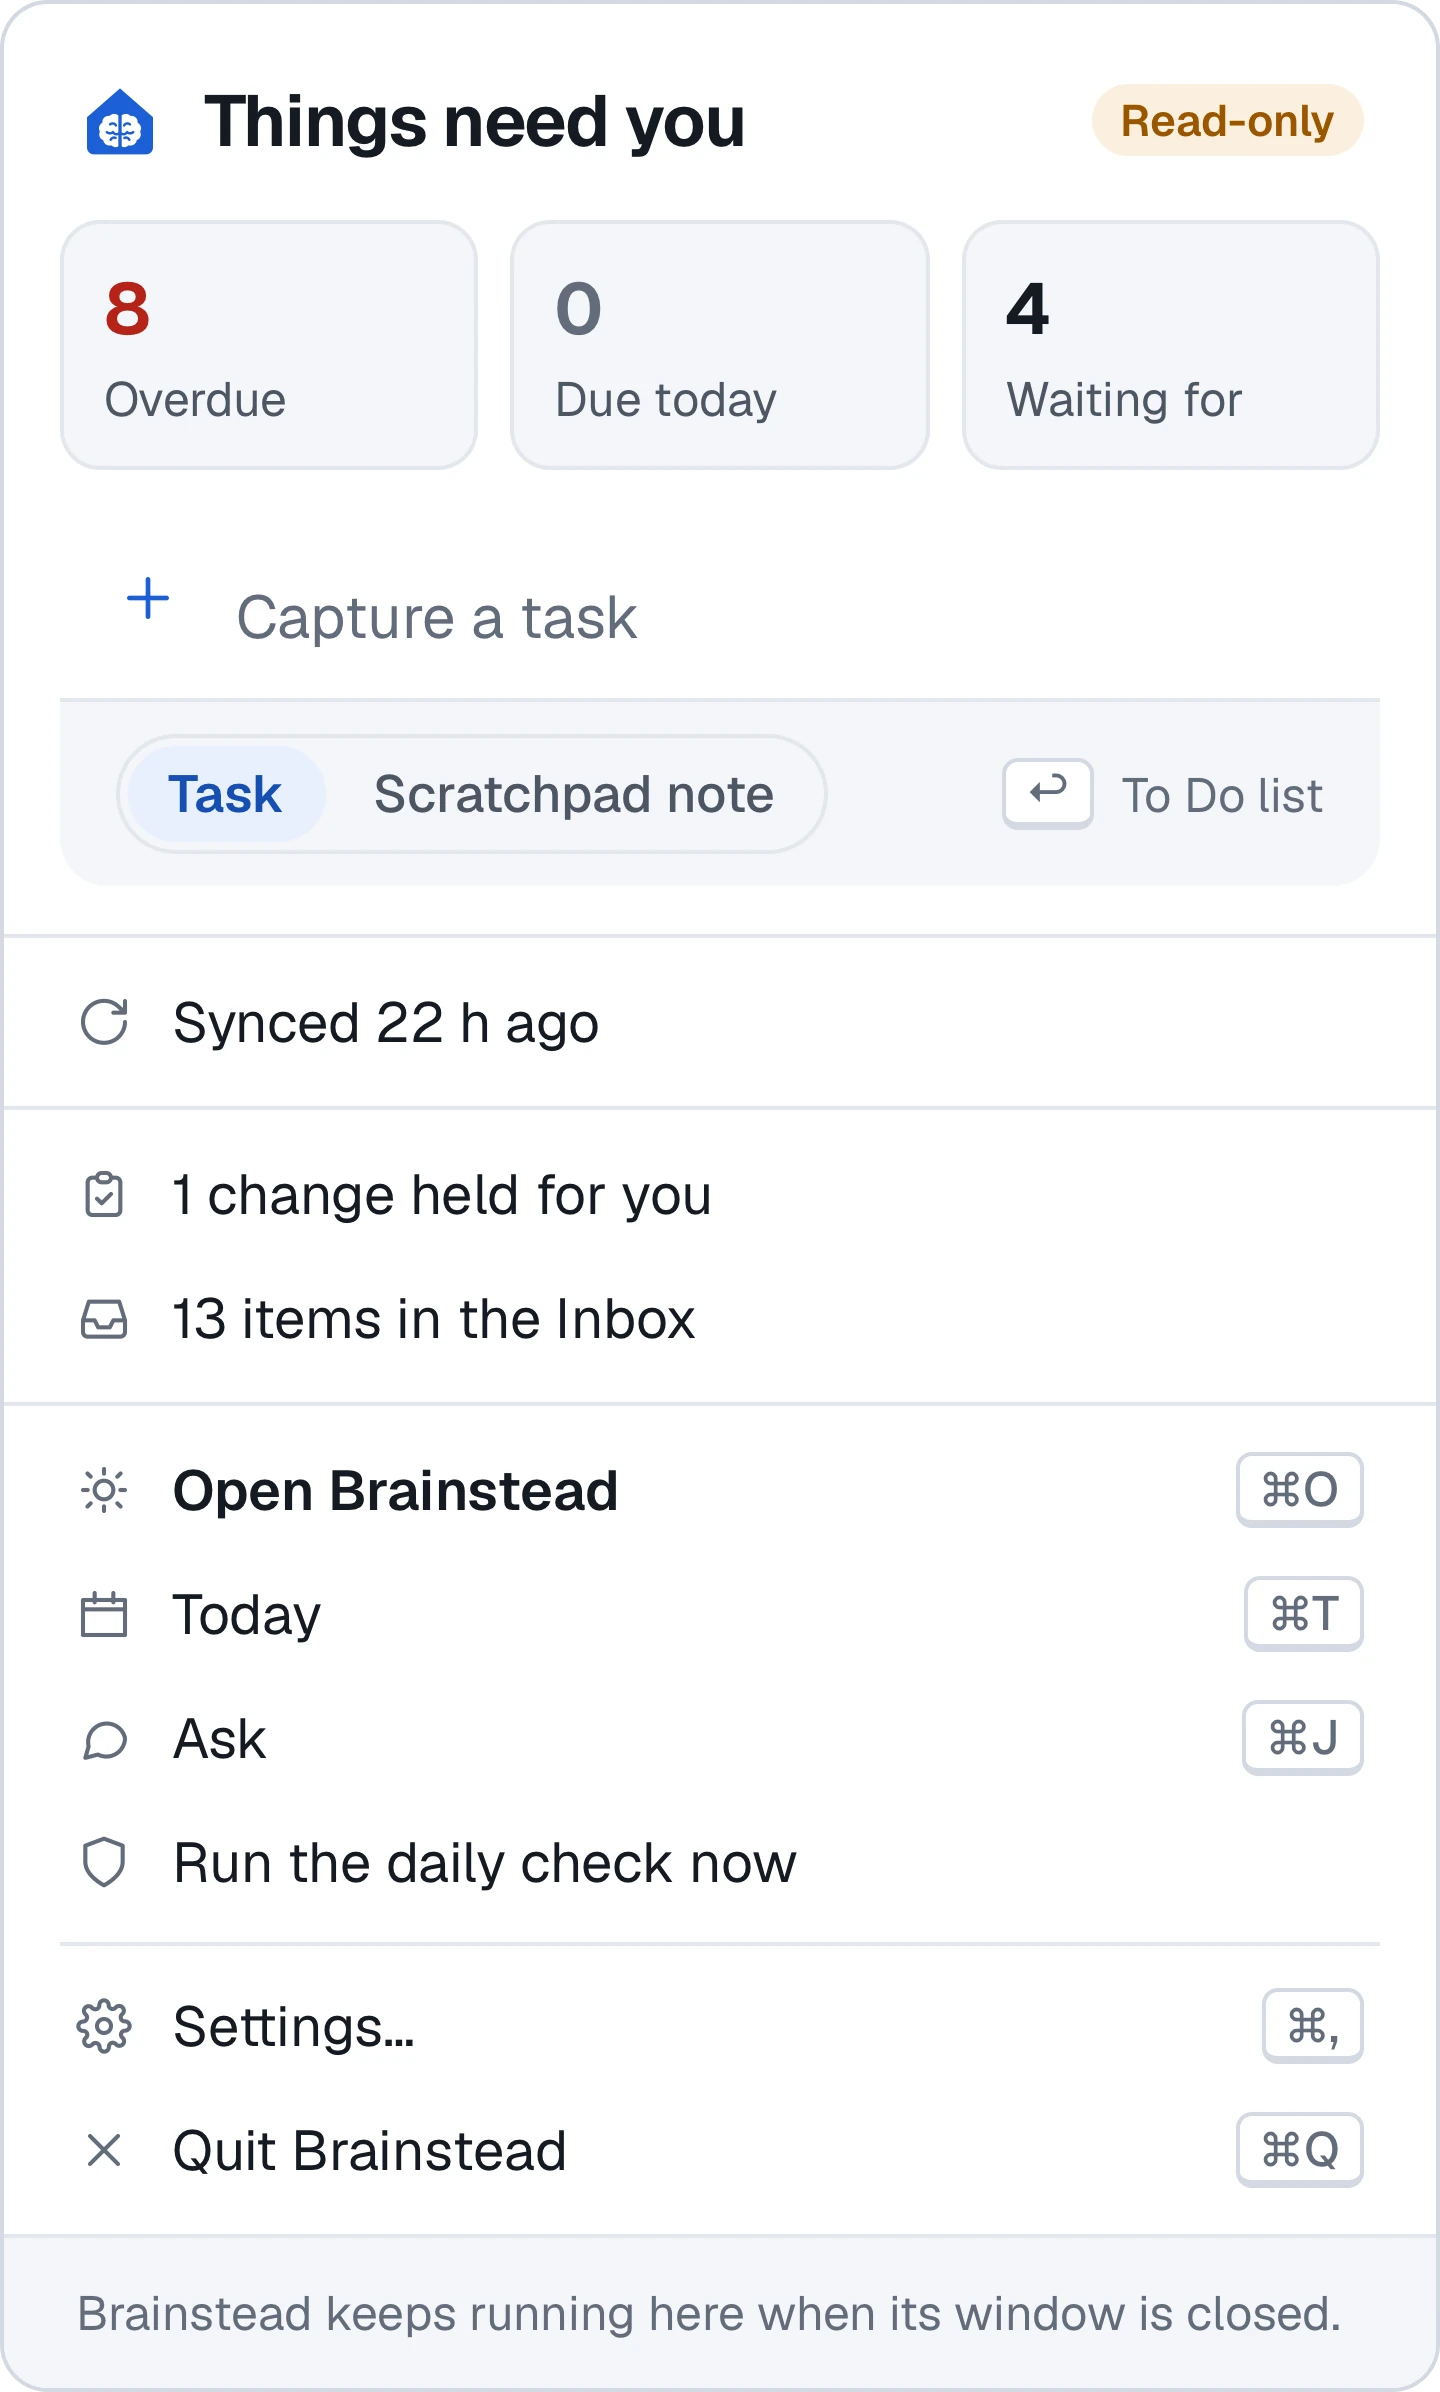 Things need you
Read-only
8
Overdue
0
Due today
4
Waiting for
Capture a task
Task
Scratchpad note
To Do list
Synced 22 h ago
1 change held for you
13 items in the Inbox
Open Brainstead
⌘O
Today
⌘T
Ask
⌘J
Run the daily check now
Settings...
⌘,
Quit Brainstead
⌘Q
Brainstead keeps running here when its window is closed.